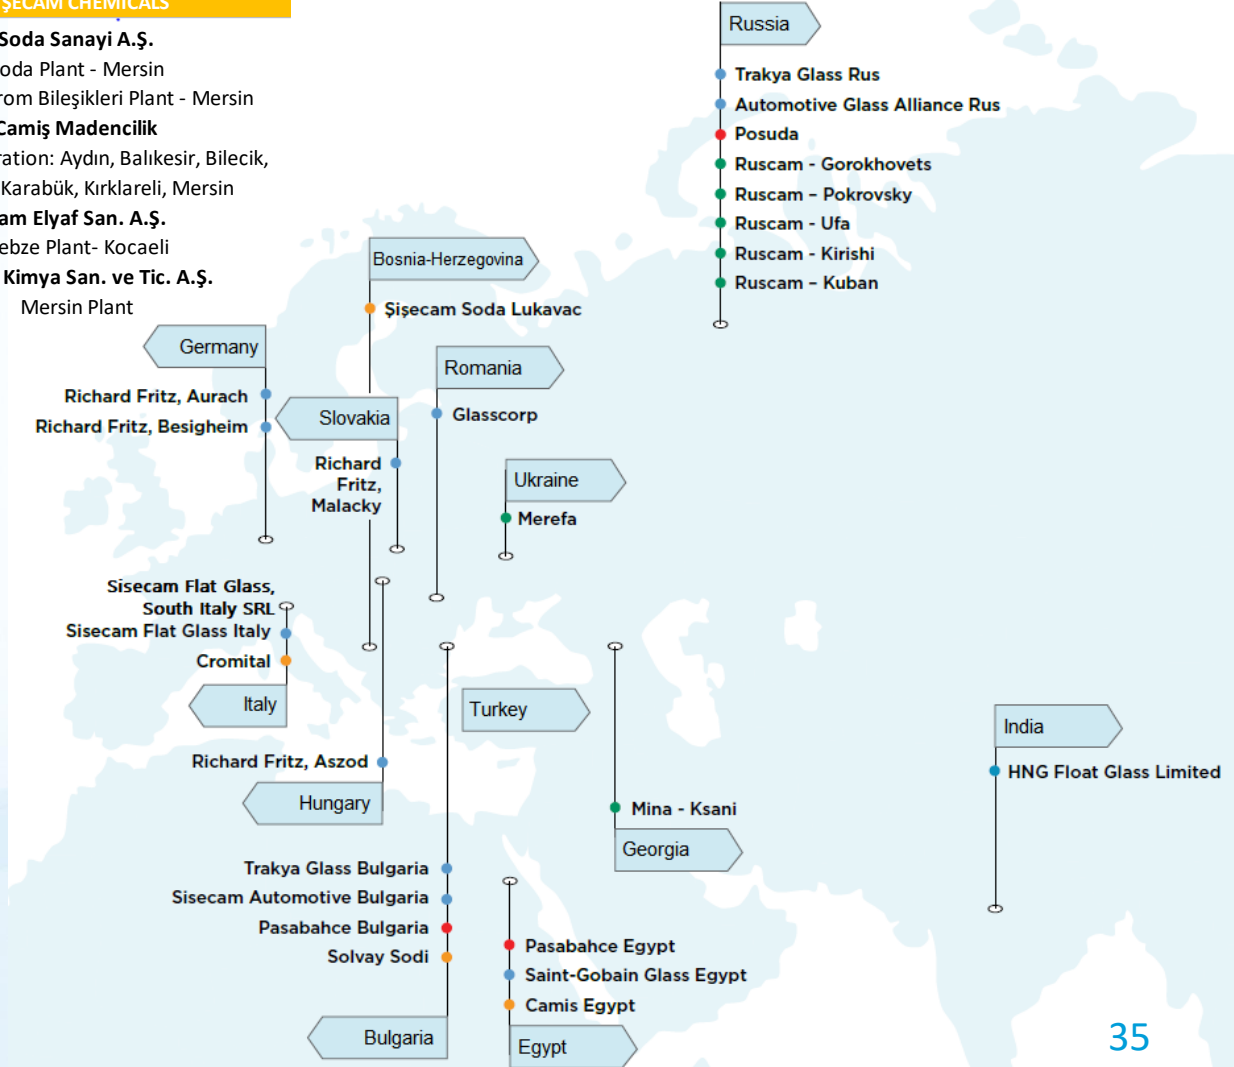 ŞECAM CHEMICALS
Soda Sanayi A.Ş.
oda Plant - Mersin
rom Bileşikleri Plant - Mersin
Camiş Madencilik
ration: Aydın, Balıkesir, Bilecik,
Karabük, Kırklareli, Mersin
am Elyaf San. A.Ş.
ebze Plant- Kocaeli
Kimya San. ve Tic. A.Ş.
Mersin Plant
Russia
Trakya Glass Rus
Automotive Glass Alliance Rus
Posuda
Ruscam - Gorokhovets
Ruscam – Pokrovsky
Ruscam - Ufa
Ruscam - Kirishi
Ruscam – Kuban
Bosnia-Herzegovina
Şişecam Soda Lukavac
Germany
Richard Fritz, Aurach
Richard Fritz, Besigheim
Slovakia
Richard
Fritz,
Malacky
Romania
Glasscorp
Ukraine
Merefa
Sisecam Flat Glass,
South Italy SRL
Sisecam Flat Glass Italy
Cromital
Italy
Turkey
Richard Fritz, Aszod
Hungary
India
HNG Float Glass Limited
Mina - Ksani
Georgia
Trakya Glass Bulgaria
Sisecam Automotive Bulgaria
Pasabahce Bulgaria
Solvay Sodi
Bulgaria
Pasabahce Egypt
Saint-Gobain Glass Egypt
Camis Egypt
Egypt
35